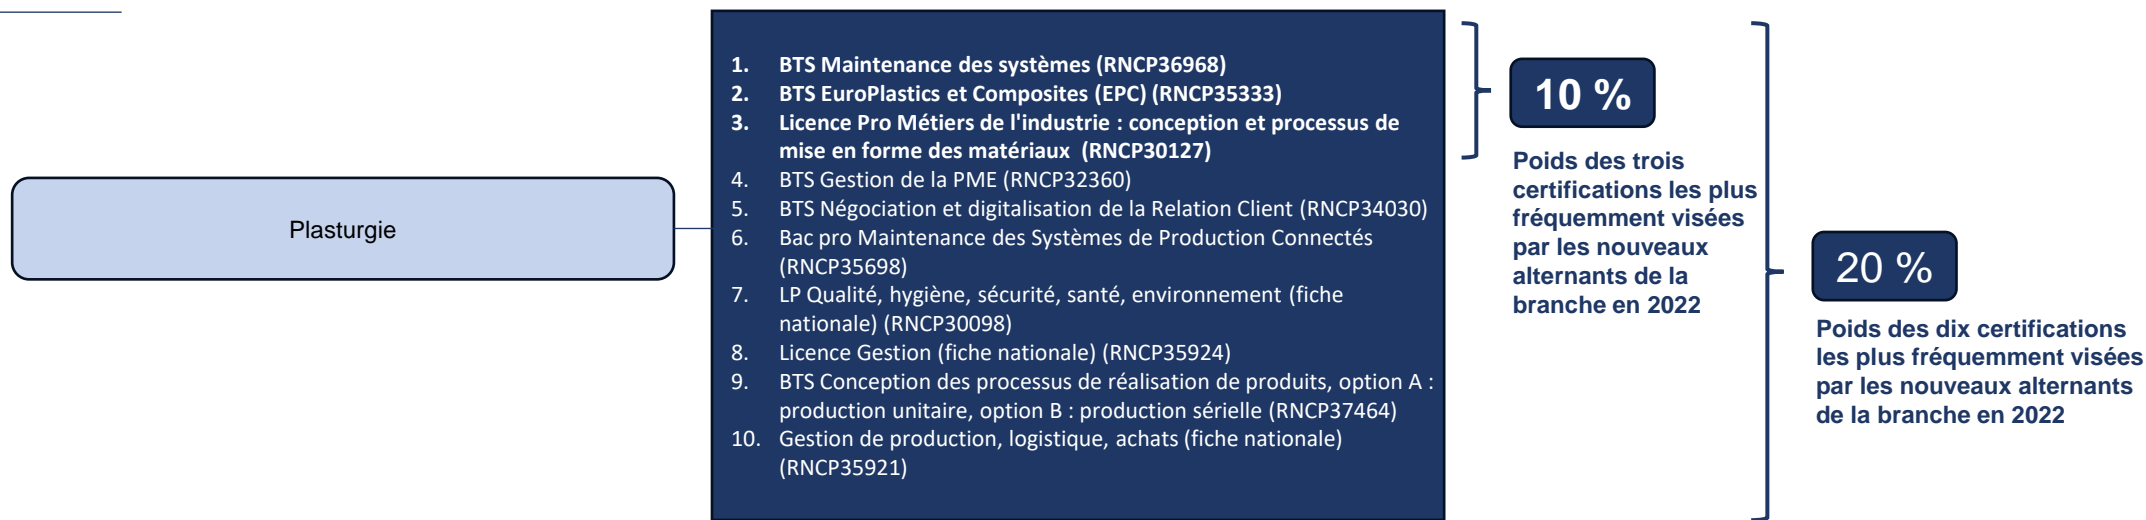 Plasturgie
1. BTS Maintenance des systèmes (RNCP36968)
2. BTS EuroPlastics et Composites (EPC) (RNCP35333)
3. Licence Pro Métiers de l'industrie : conception et processus de
mise en forme des matériaux (RNCP30127)
4. BTS Gestion de la PME (RNCP32360)
5. BTS Négociation et digitalisation de la Relation Client (RNCP34030)
6. Bac pro Maintenance des Systèmes de Production Connectés
(RNCP35698)
7. LP Qualité, hygiène, sécurité, santé, environnement (fiche
nationale) (RNCP30098)
8. Licence Gestion (fiche nationale) (RNCP35924)
9. BTS Conception des processus de réalisation de produits, option A :
production unitaire, option B : production sérielle (RNCP37464)
10. Gestion de production, logistique, achats (fiche nationale)
(RNCP35921)
10 %
Poids des trois
certifications les plus
fréquemment visées
par les nouveaux
alternants de la
branche en 2022
20 %
Poids des dix certifications
les plus fréquemment visées
par les nouveaux alternants
de la branche en 2022